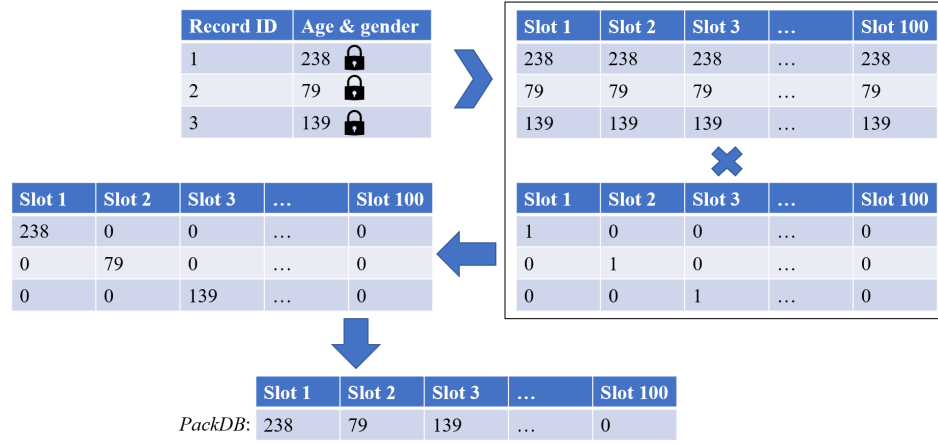 Record ID Age & gender
1 238
2 79
3 139
Slot 1 Slot 2 Slot 3 … Slot 100
238 238 238 … 238
79 79 79 … 79
139 139 139 … 139
Slot 1 Slot 2 Slot 3 … Slot 100
1 0 0 … 0
0 1 0 … 0
0 0 1 … 0
Slot 1 Slot 2 Slot 3 … Slot 100
238 0 0 … 0
0 79 0 … 0
0 0 139 … 0
Slot 1 Slot 2 Slot 3 … Slot 100
PackDB: 238 79 139 … 0